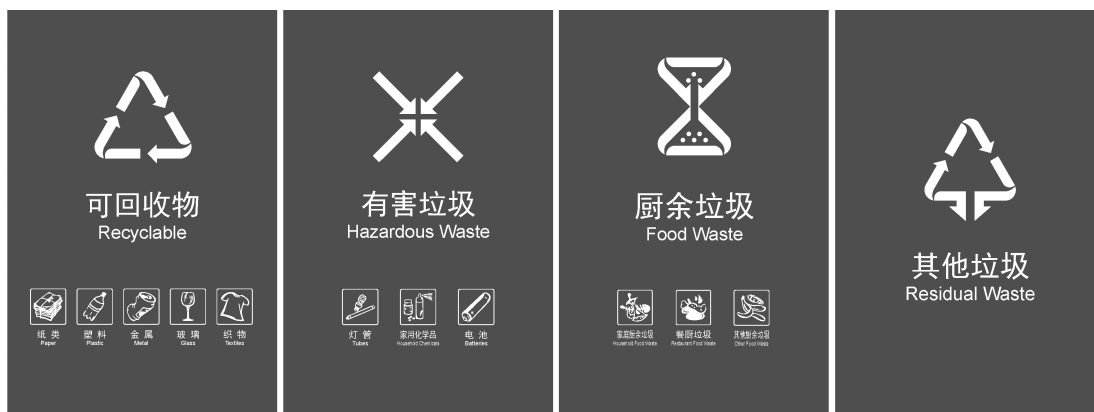 可回收物
Recyclable
纸类
Paper
塑料
Plastic
金属
Metal
玻璃
Glass
织物
Textiles
有害垃圾
Hazardous Waste
灯管
Tubes
家用化学品
Household Chemicals
电池
Batteries
厨余垃圾
Food Waste
家庭厨余垃圾
Household Food Waste
餐厨垃圾
Restaurant Food Waste
其他厨余垃圾
Other Food Waste
其他垃圾
Residual Waste